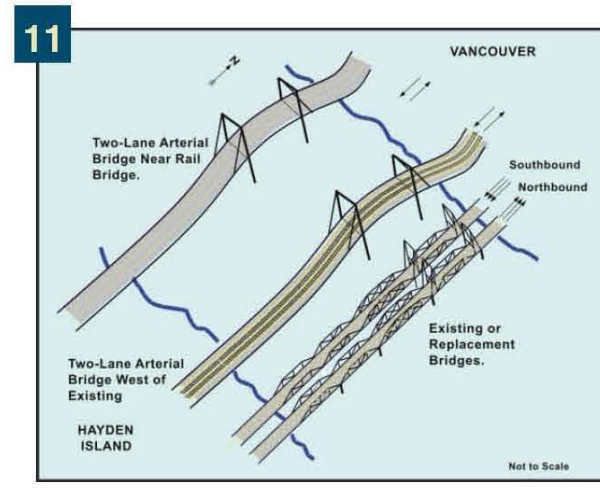 11
VANCOUVER
N
Two-Lane Arterial
Bridge Near Rail
Bridge.
Southbound
Northbound
Existing or
Replacement
Bridges.
Two-Lane Arterial
Bridge West of
Existing
HAYDEN
ISLAND
Not to Scale